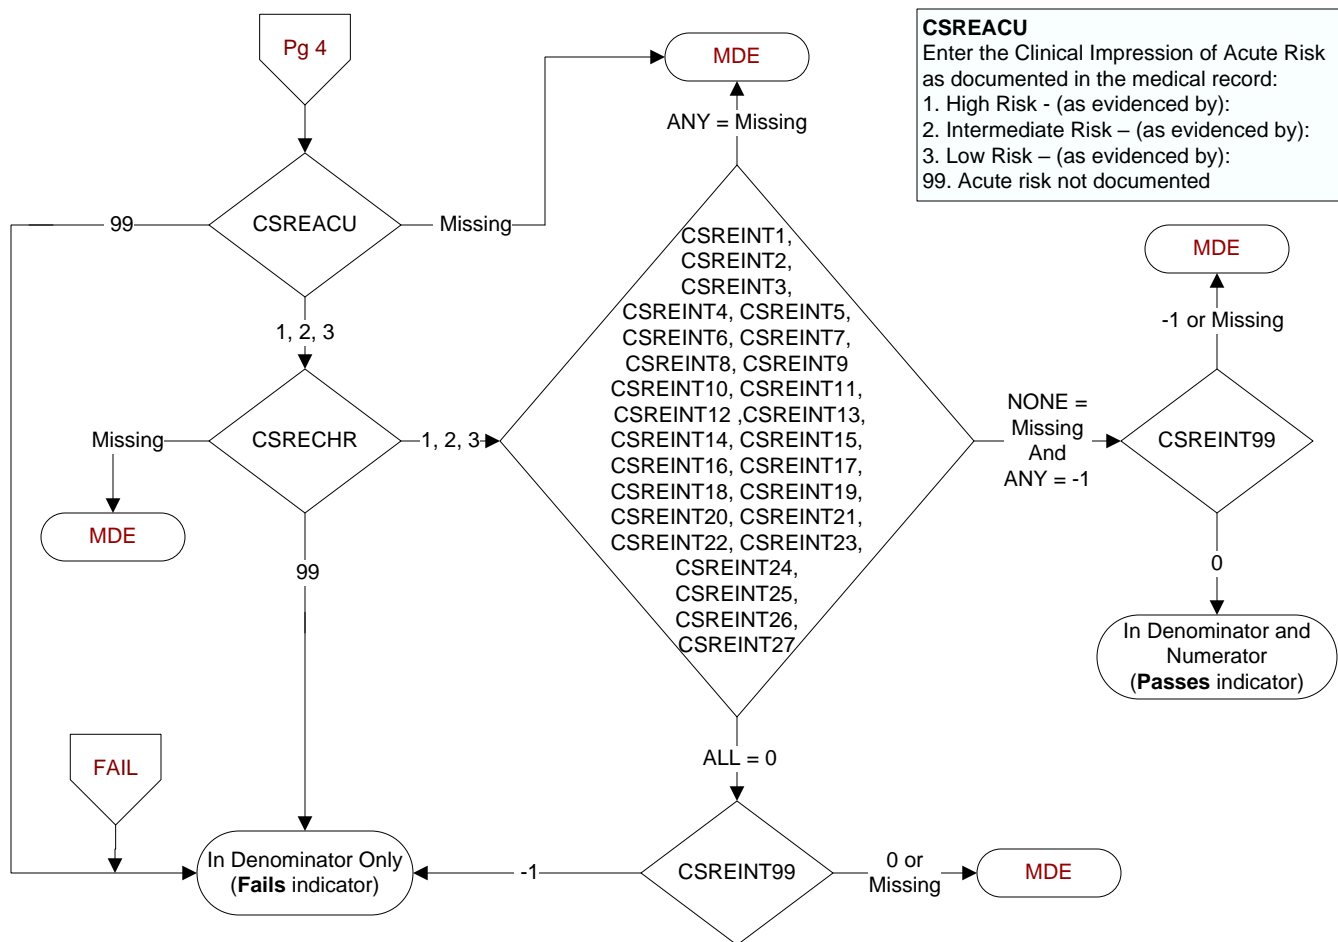 Pg 4
MDE
CSREACU
Enter the Clinical Impression of Acute Risk
as documented in the medical record:
1. High Risk - (as evidenced by):
2. Intermediate Risk – (as evidenced by):
3. Low Risk – (as evidenced by):
99. Acute risk not documented
ANY = Missing
99
CSREACU
Missing
CSREINT1,
CSREINT2,
CSREINT3,
CSREINT4, CSREINT5,
CSREINT6, CSREINT7,
CSREINT8, CSREINT9
CSREINT10, CSREINT11,
CSREINT12 ,CSREINT13,
CSREINT14, CSREINT15,
CSREINT16, CSREINT17,
CSREINT18, CSREINT19,
CSREINT20, CSREINT21,
CSREINT22, CSREINT23,
CSREINT24,
CSREINT25,
CSREINT26,
CSREINT27
MDE
-1 or Missing
1, 2, 3
Missing
CSRECHR
1, 2, 3
NONE =
Missing
And
ANY = -1
CSREINT99
MDE
99
0
In Denominator and
Numerator
(Passes indicator)
FAIL
ALL = 0
In Denominator Only
(Fails indicator)
-1
CSREINT99
0 or
Missing
MDE